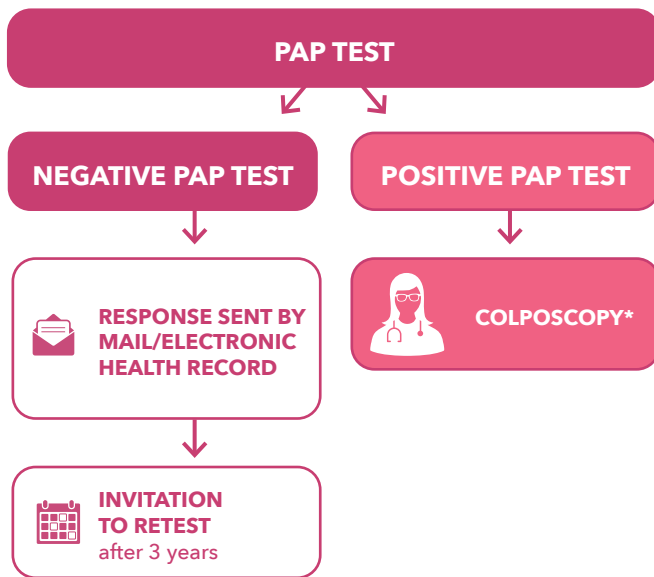 PAP TEST
NEGATIVE PAP TEST
POSITIVE PAP TEST
RESPONSE SENT BY
MAIL/ELECTRONIC
HEALTH RECORD
COLPOSCOPY*
INVITATION
TO RETEST
after 3 years